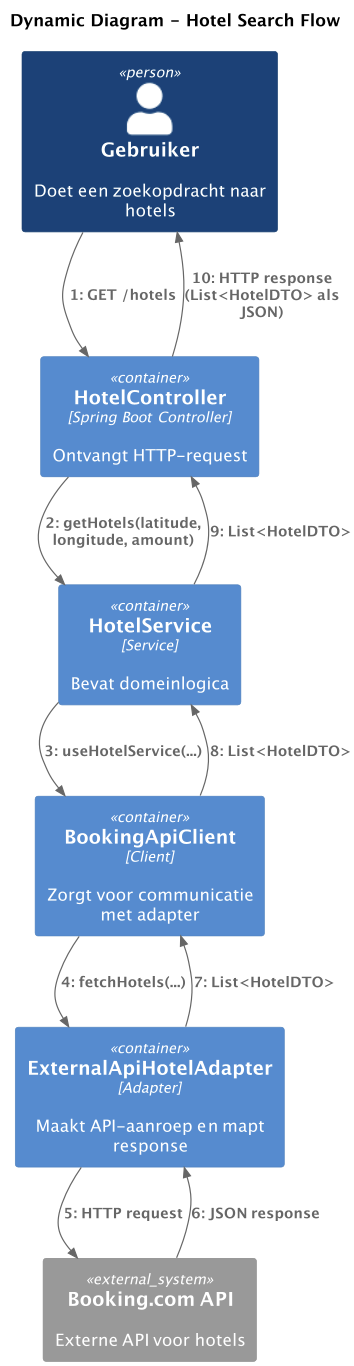 Dynamic Diagram - Hotel Search Flow
«person»
Gebruiker
Doet een zoekopdracht naar
hotels
1: GET /hotels
10: HTTP response
(List<HotelDTO> als
JSON)
«container»
HotelController
[Spring Boot Controller]
Ontvangt HTTP-request
2: getHotels(latitude,
longitude, amount)
9: List<HotelDTO>
«container»
HotelService
[Service]
Bevat domeinlogica
3: useHotelService(...)
8: List<HotelDTO>
«container»
BookingApiClient
[Client]
Zorgt voor communicatie
met adapter
4: fetchHotels(...)
7: List<HotelDTO>
«container»
ExternalApiHotelAdapter
[Adapter]
Maakt API-aanroep en mapt
response
5: HTTP request
6: JSON response
«external_system»
Booking.com API
Externe API voor hotels